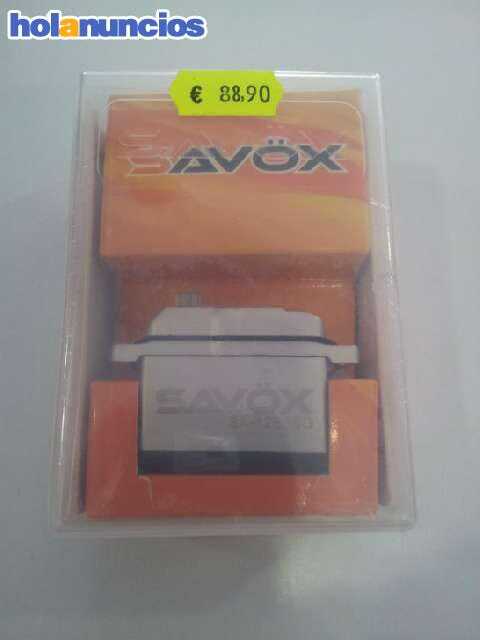 holanuncios
€ 88,90
SAVÖX
SAVÖX